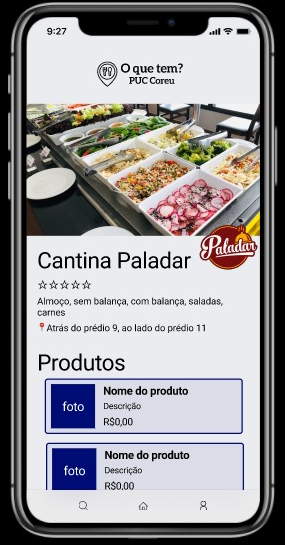 9:27
O que tem?
PUC Coreu
Paladar
Cantina Paladar
Almoço, sem balança, com balança, saladas,
carnes
Atrás do prédio 9, ao lado do prédio 11
Produtos
foto
Nome do produto
Descrição
R$0,00
foto
Nome do produto
Descrição
R$0,00